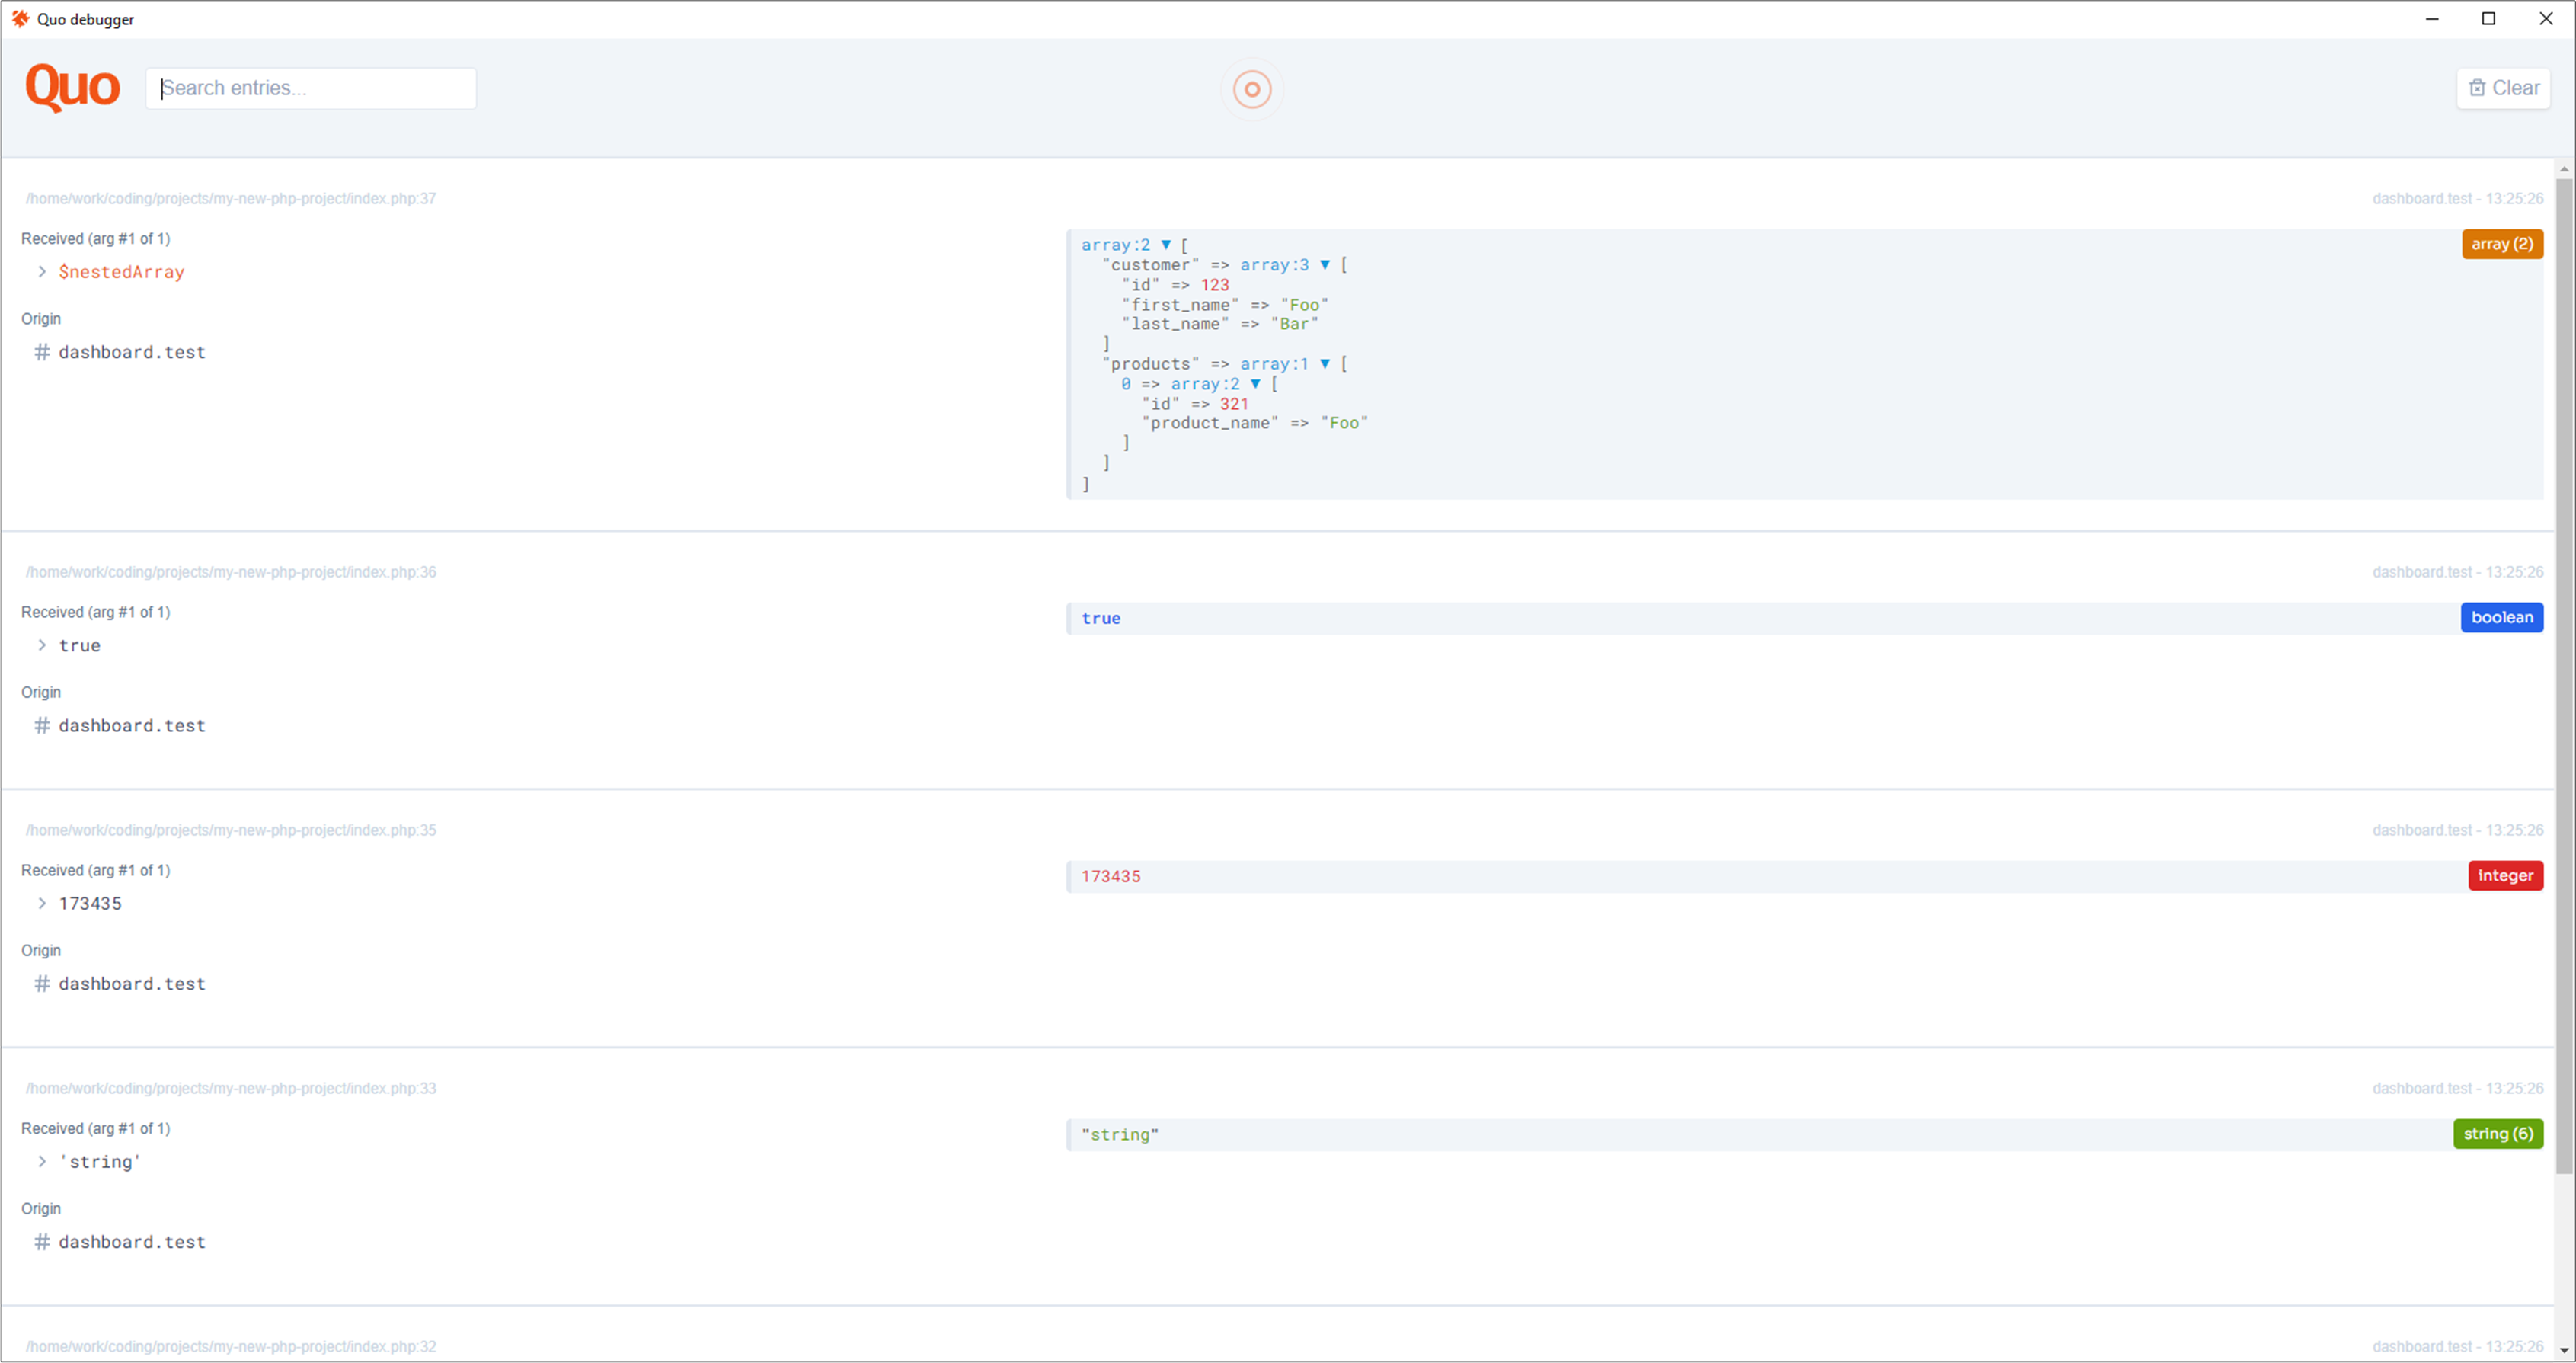 Quo debugger
Quo
Search entries...
Clear
/home/work/coding/projects/my-new-php-project/index.php:37
dashboard.test - 13:25:26
Received (arg #1 of 1)
> $nestedArray
Origin
# dashboard.test
array:2 ▼ [
"customer" => array:3 ▼ [
"id" => 123
"first_name" => "Foo"
"last_name" => "Bar"
]
"products" => array:1 ▼ [
0 => array:2 ▼ [
"id" => 321
"product_name" => "Foo"
]
]
]
array (2)
/home/work/coding/projects/my-new-php-project/index.php:36
dashboard.test - 13:25:26
Received (arg #1 of 1)
> true
Origin
# dashboard.test
true
boolean
/home/work/coding/projects/my-new-php-project/index.php:35
dashboard.test - 13:25:26
Received (arg #1 of 1)
> 173435
Origin
# dashboard.test
173435
integer
/home/work/coding/projects/my-new-php-project/index.php:33
dashboard.test - 13:25:26
Received (arg #1 of 1)
> 'string'
Origin
# dashboard.test
"string"
string (6)
/home/work/coding/projects/my-new-php-project/index.php:32
dashboard.test - 13:25:26